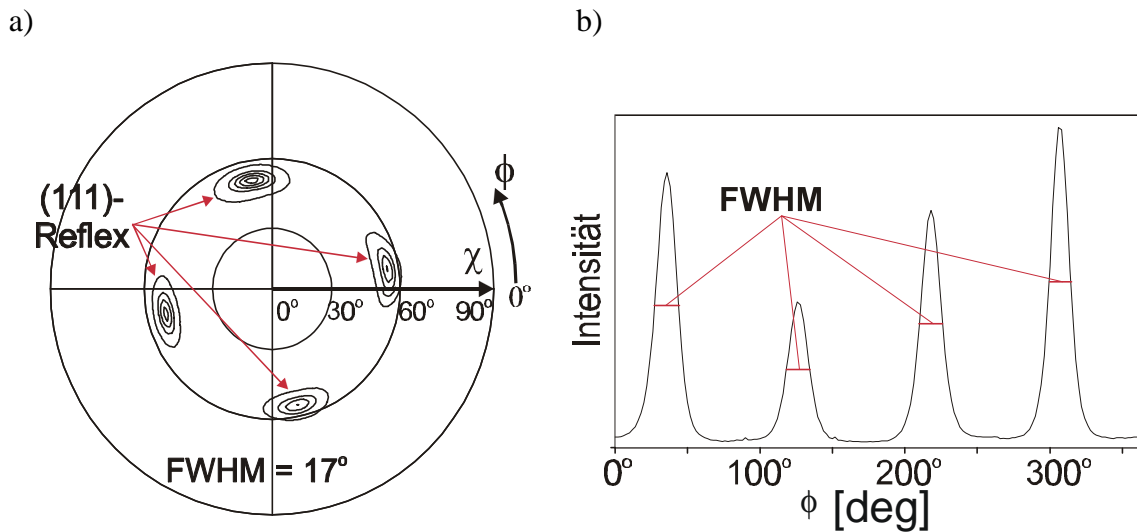 a)
b)
(111)-
Reflex
ϕ
χ
0°
0° 30° 60° 90°
FWHM = 17°
FWHM
Intensität
0° 100° 200° 300°
ϕ [deg]